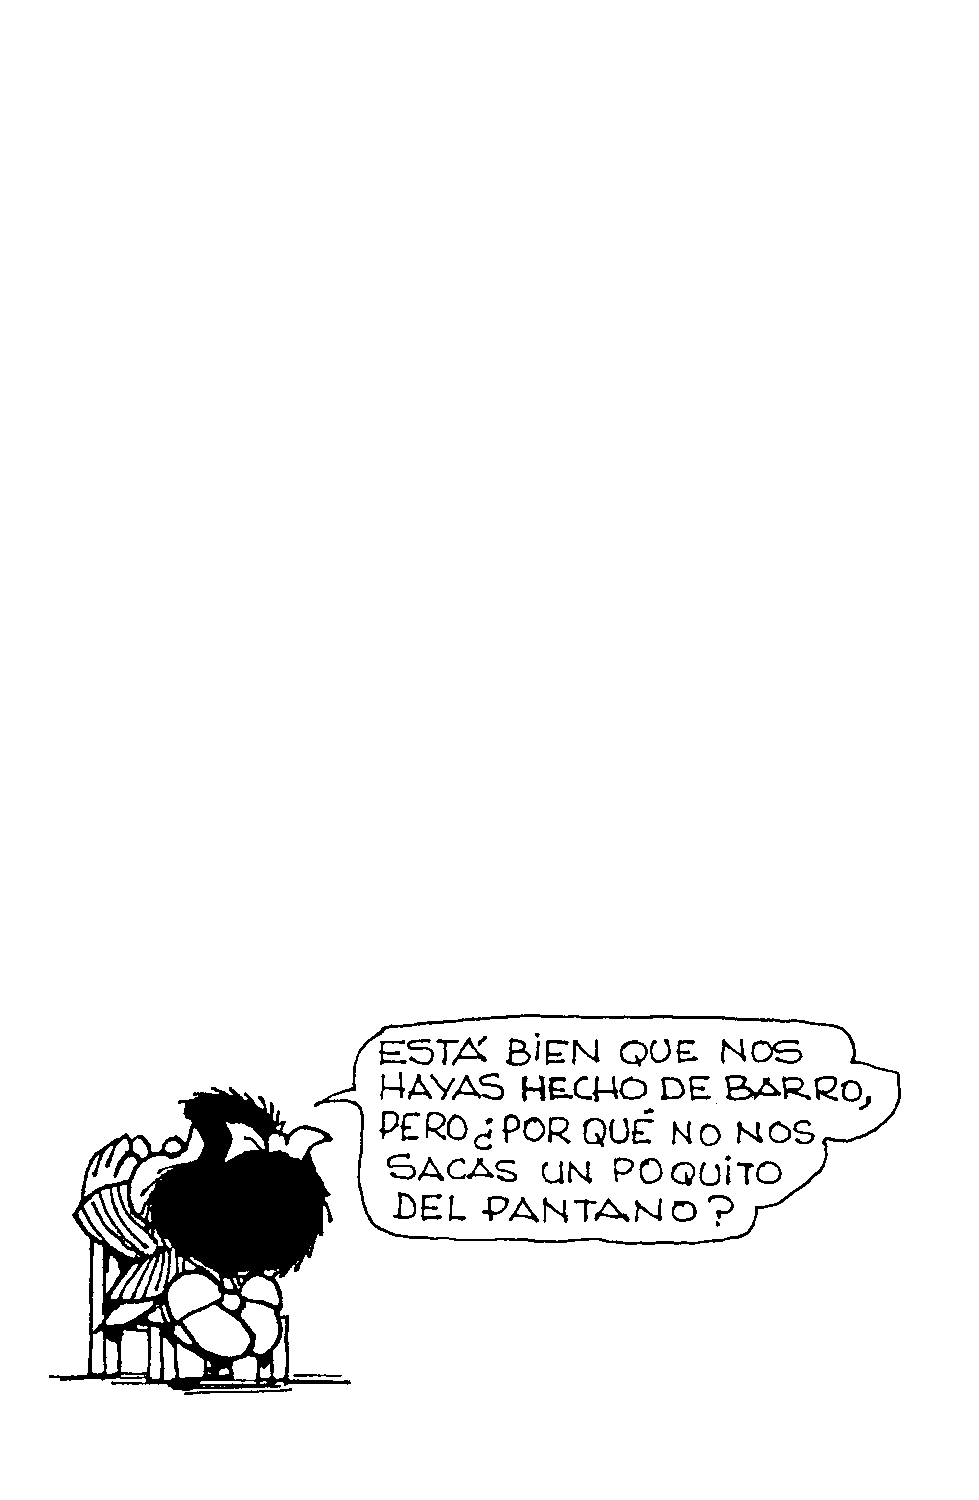 ESTÁ BIEN QUE NOS
HAYAS HECHO DE BARRO,
PERO ¿POR QUÉ NO NOS
SACAS UN POQUITO
DEL PANTANO?